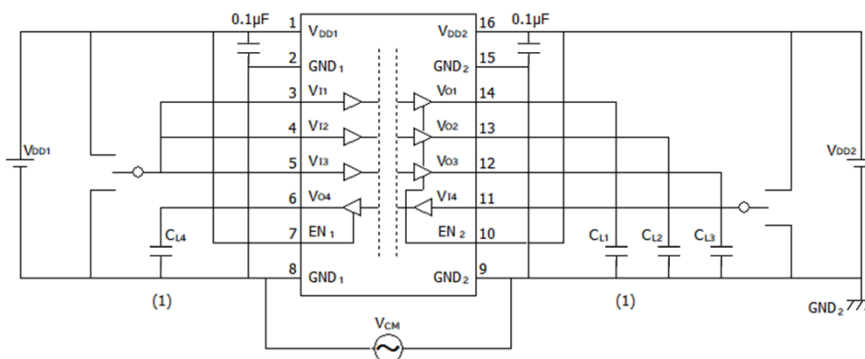 0.1µF 1 VDD1 VDD2 16 0.1µF
2 GND1 GND2 15
3 VI1 VO1 14
4 VI2 VO2 13
VDD1 VDD2
5 VI3 VO3 12
6 VO4 VI4 11
CL4 7 EN1 EN2 10 CL1 CL2 CL3
8 GND1 GND2 9
(1) (1)
GND2
VCM